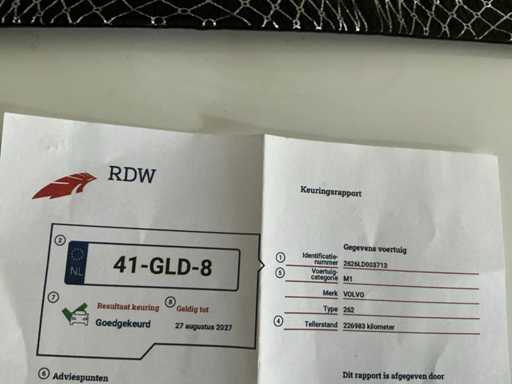 RDW
Keuringsrapport
2
NL
41-GLD-8
7
Resultaat keuring
Goedgekeurd
8
Geldig tot
27 augustus 2027
6 Adviespunten
Gegevens voertuig
1 Identificatie-
nummer 2626LD003713
5 Voertuig-
categorie M1
Merk VOLVO
Type 262
4 Tellerstand 226983 kilometer
Dit rapport is afgegeven door